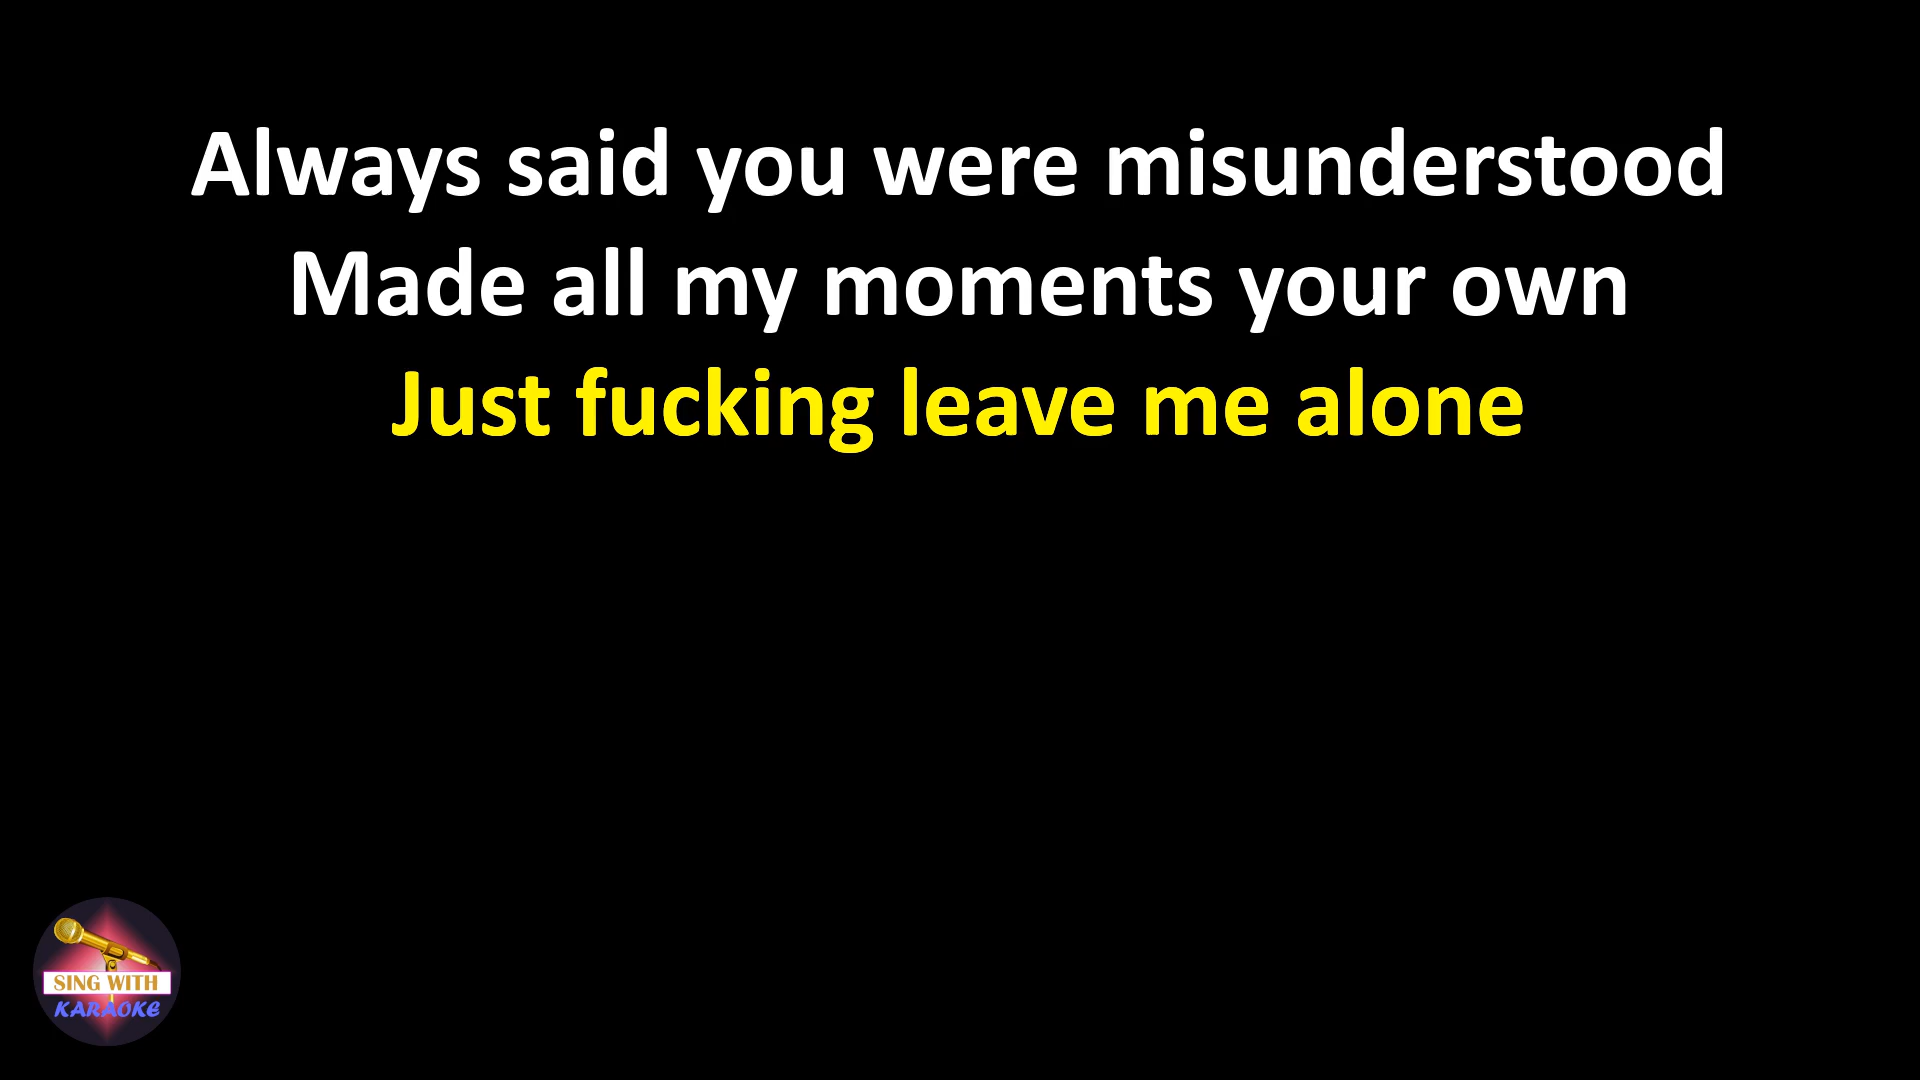 Always said you were misunderstood
Made all my moments your own
Just fucking leave me alone
SING WITH
KARAOKE